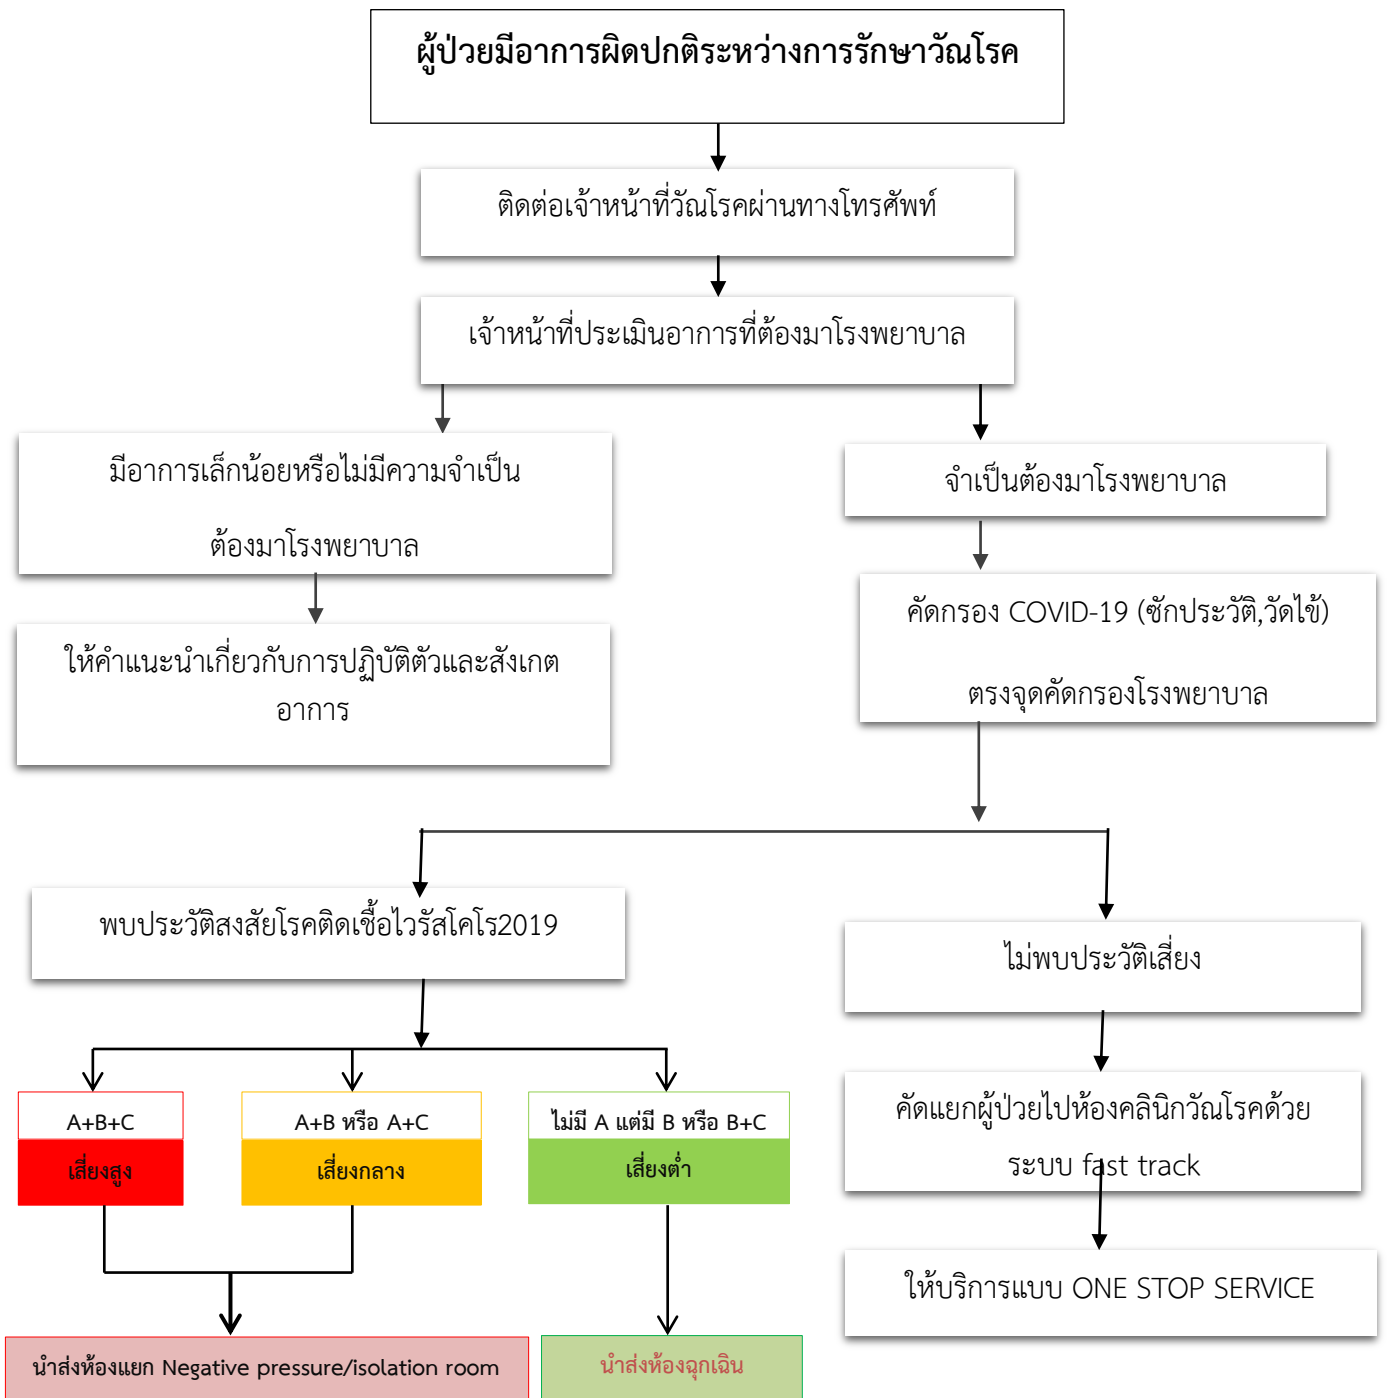 ผู้ป่วยมีอาการผิดปกติระหว่างการรักษาวัณโรค
ติดต่อเจ้าหน้าที่วัณโรคผ่านทางโทรศัพท์
เจ้าหน้าที่ประเมินอาการที่ต้องมาโรงพยาบาล
มีอาการเล็กน้อยหรือไม่มีความจำเป็น
ต้องมาโรงพยาบาล
จำเป็นต้องมาโรงพยาบาล
ให้คำแนะนำเกี่ยวกับการปฏิบัติตัวและสังเกต
อาการ
คัดกรอง COVID-19 (ซักประวัติ,วัดไข้)
ตรงจุดคัดกรองโรงพยาบาล
พบประวัติสงสัยโรคติดเชื้อไวรัสโคโร2019
ไม่พบประวัติเสี่ยง
A+B+C
เสี่ยงสูง
A+B หรือ A+C
เสี่ยงกลาง
ไม่มี A แต่มี B หรือ B+C
เสี่ยงต่ำ
คัดแยกผู้ป่วยไปห้องคลินิกวัณโรคด้วย
ระบบ fast track
ให้บริการแบบ ONE STOP SERVICE
นำส่งห้องแยก Negative pressure/isolation room
นำส่งห้องฉุกเฉิน